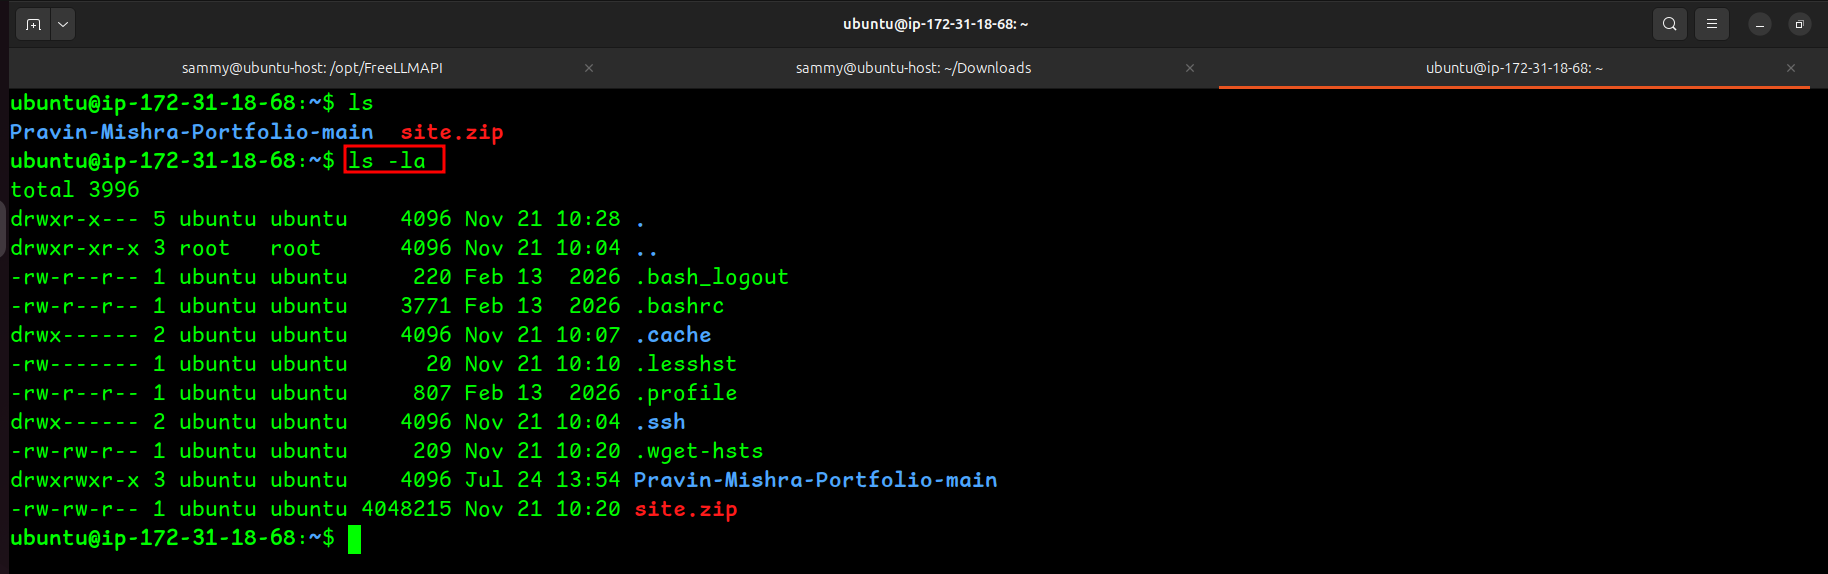 ubuntu@ip-172-31-18-68: ~
sammy@ubuntu-host: /opt/FreeLLMAPI
sammy@ubuntu-host: ~/Downloads
ubuntu@ip-172-31-18-68: ~
ubuntu@ip-172-31-18-68:~$ ls
Pravin-Mishra-Portfolio-main  site.zip
ubuntu@ip-172-31-18-68:~$ ls -la
total 3996
drwxr-x--- 5 ubuntu ubuntu    4096 Nov 21 10:28 .
drwxr-xr-x 3 root   root      4096 Nov 21 10:04 ..
-rw-r--r-- 1 ubuntu ubuntu     220 Feb 13  2026 .bash_logout
-rw-r--r-- 1 ubuntu ubuntu    3771 Feb 13  2026 .bashrc
drwx------ 2 ubuntu ubuntu    4096 Nov 21 10:07 .cache
-rw------- 1 ubuntu ubuntu      20 Nov 21 10:10 .lesshst
-rw-r--r-- 1 ubuntu ubuntu     807 Feb 13  2026 .profile
drwx------ 2 ubuntu ubuntu    4096 Nov 21 10:04 .ssh
-rw-rw-r-- 1 ubuntu ubuntu     209 Nov 21 10:20 .wget-hsts
drwxrwxr-x 3 ubuntu ubuntu    4096 Jul 24 13:54 Pravin-Mishra-Portfolio-main
-rw-rw-r-- 1 ubuntu ubuntu 4048215 Nov 21 10:20 site.zip
ubuntu@ip-172-31-18-68:~$